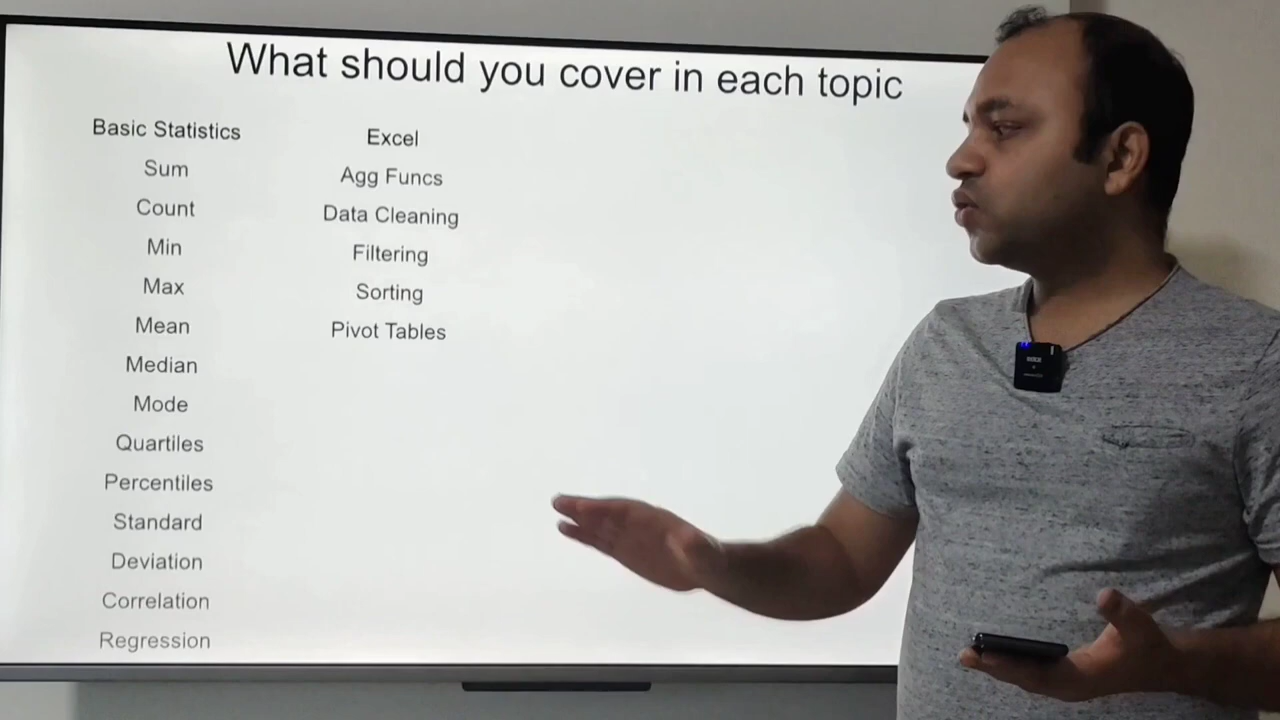 What should you cover in each topic
Basic Statistics
Sum
Count
Min
Max
Mean
Median
Mode
Quartiles
Percentiles
Standard
Deviation
Correlation
Regression
Excel
Agg Funcs
Data Cleaning
Filtering
Sorting
Pivot Tables